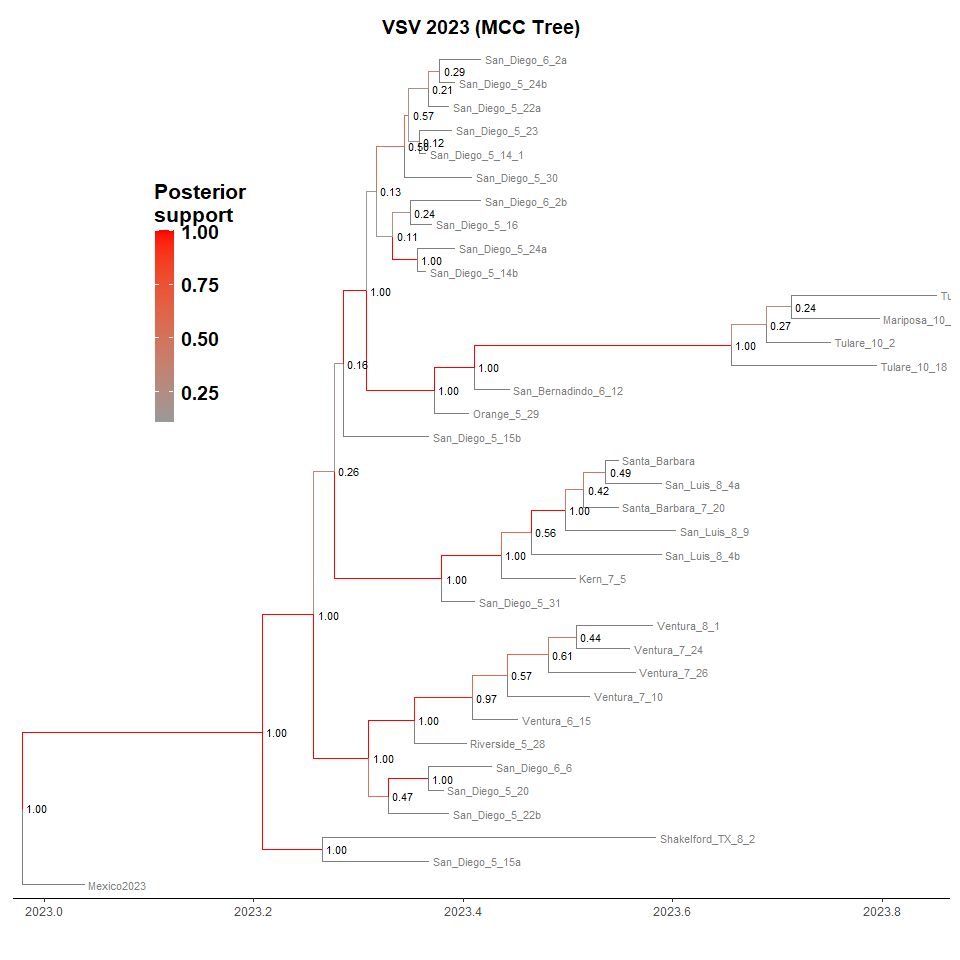 VSV 2023 (MCC Tree)
San_Diego_6_2a
0.29
San_Diego_5_24b
0.21
San_Diego_5_22a
0.57
San_Diego_5_23
0.12
0.50
San_Diego_5_14_1
San_Diego_5_30
0.13
Posterior
support
1.00
0.75
0.50
0.25
San_Diego_6_2b
0.24
San_Diego_5_16
0.11
San_Diego_5_24a
1.00
San_Diego_5_14b
1.00
Tu
0.24
Mariposa_10_
0.27
Tulare_10_2
1.00
Tulare_10_18
0.16
1.00
1.00
San_Bernadindo_6_12
Orange_5_29
San_Diego_5_15b
Santa_Barbara
0.49
0.26
San_Luis_8_4a
0.42
Santa_Barbara_7_20
1.00
San_Luis_8_9
0.56
San_Luis_8_4b
1.00
Kern_7_5
1.00
San_Diego_5_31
1.00
Ventura_8_1
0.44
Ventura_7_24
0.61
Ventura_7_26
0.57
Ventura_7_10
0.97
Ventura_6_15
1.00
1.00
Riverside_5_28
1.00
San_Diego_6_6
1.00
San_Diego_5_20
0.47
San_Diego_5_22b
1.00
Shakelford_TX_8_2
1.00
San_Diego_5_15a
Mexico2023
2023.0
2023.2
2023.4
2023.6
2023.8